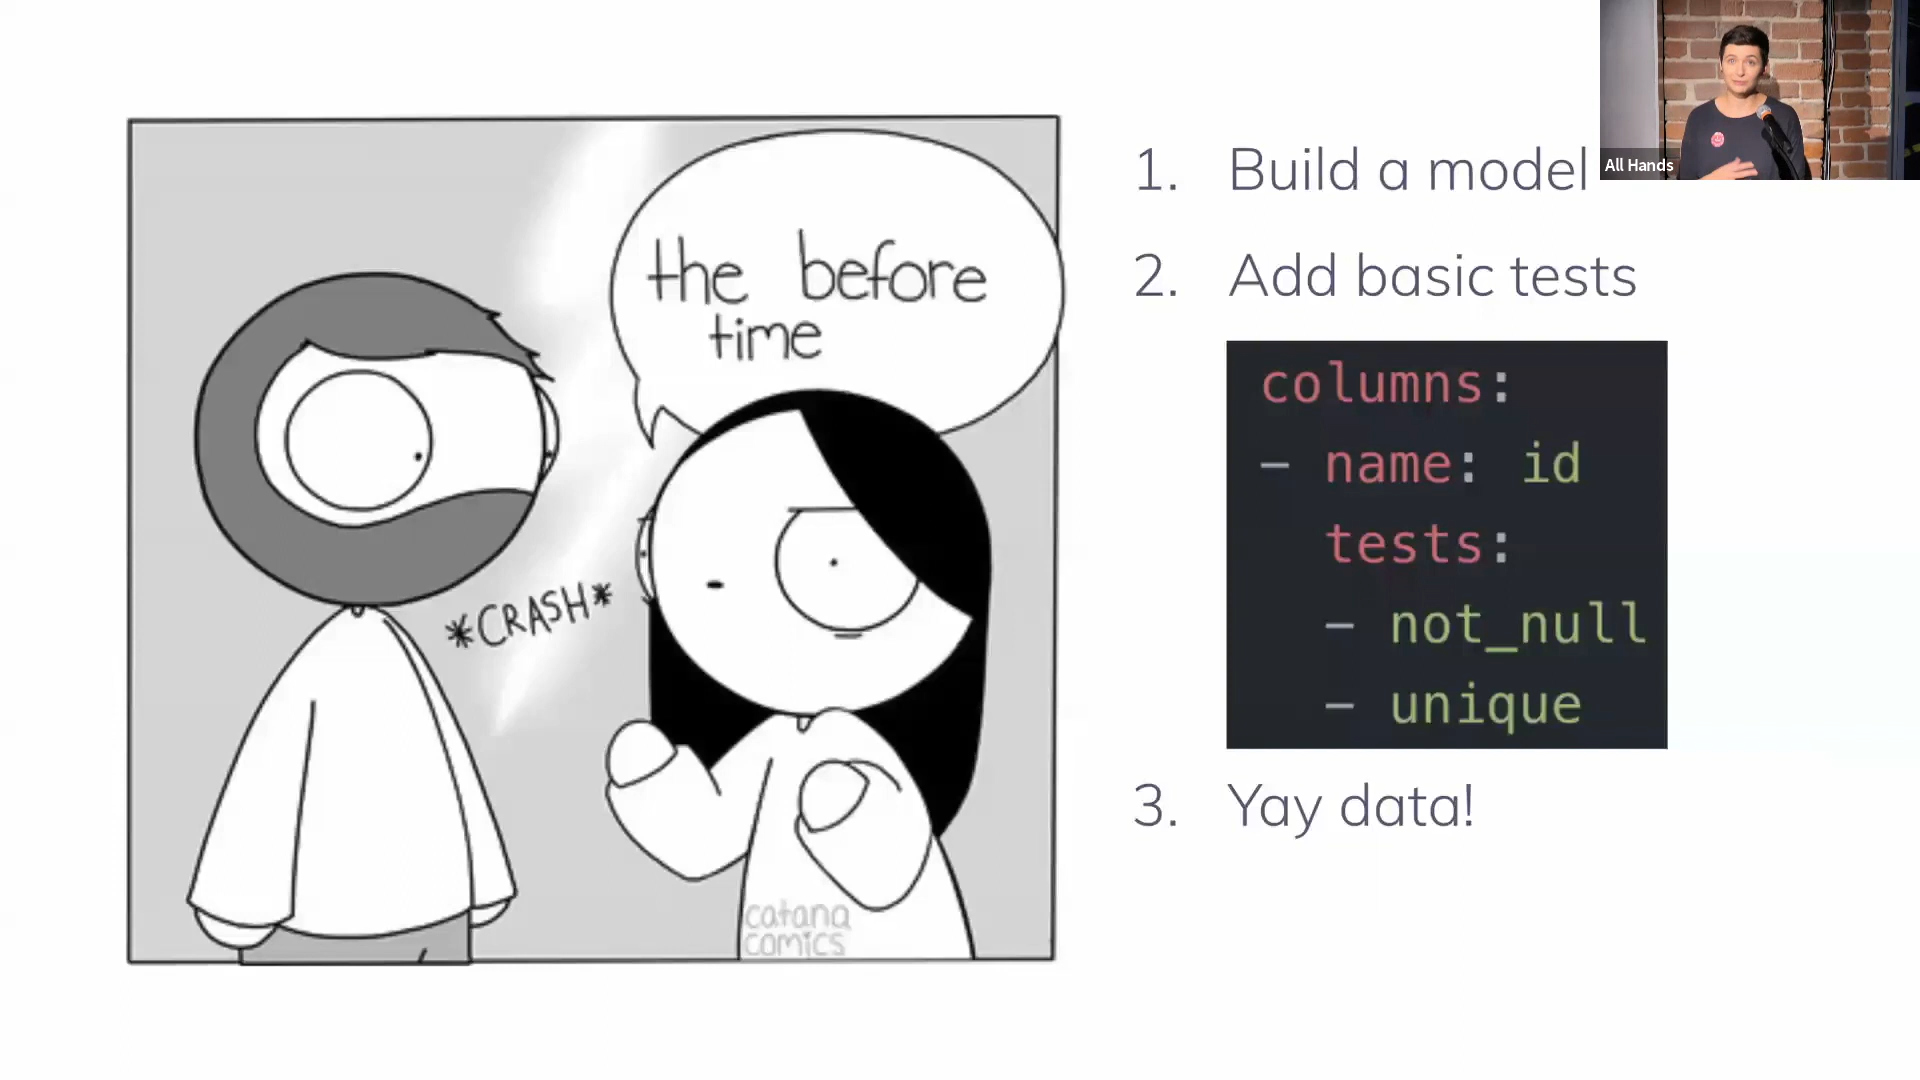 the before
time
*CRASH*
catana
comics
1. Build a model
2. Add basic tests
columns:
- name: id
tests:
- not_null
- unique
3. Yay data!
All Hands